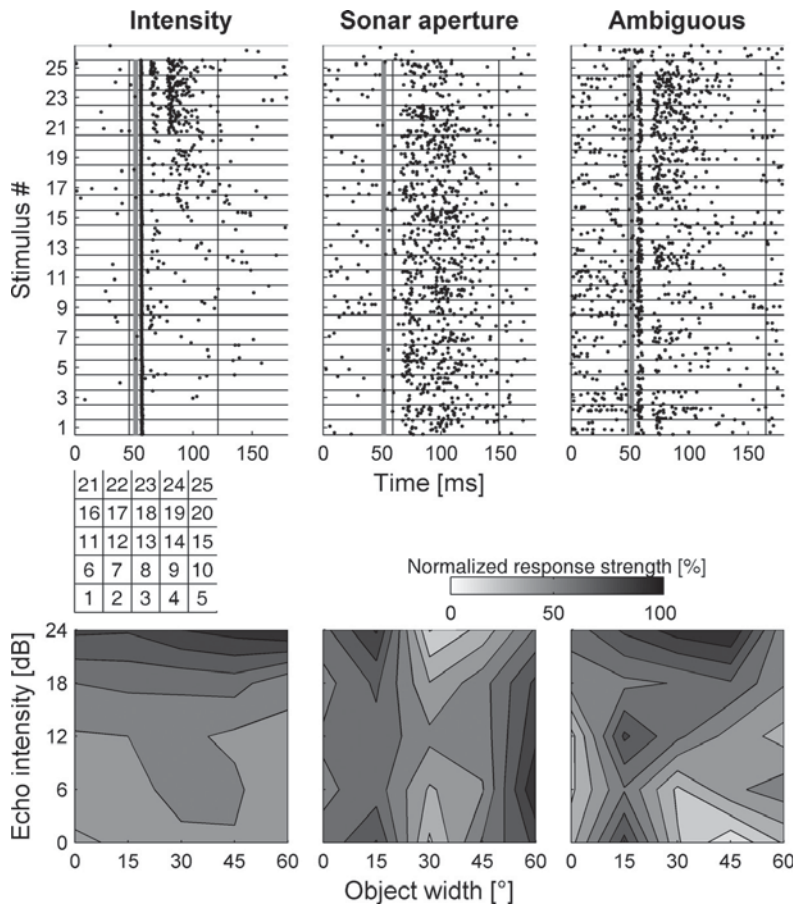 Intensity Sonar aperture Ambiguous
Stimulus #
25
23
21
19
17
15
13
11
9
7
5
3
1
0 50 100 150 0 50 100 150 0 50 100 150
Time [ms]
21 22 23 24 25
16 17 18 19 20
11 12 13 14 15
6 7 8 9 10
1 2 3 4 5
Normalized response strength [%]
0 50 100
Echo intensity [dB]
24
18
12
6
0
0 15 30 45 60 0 15 30 45 60 0 15 30 45 60
Object width [°]